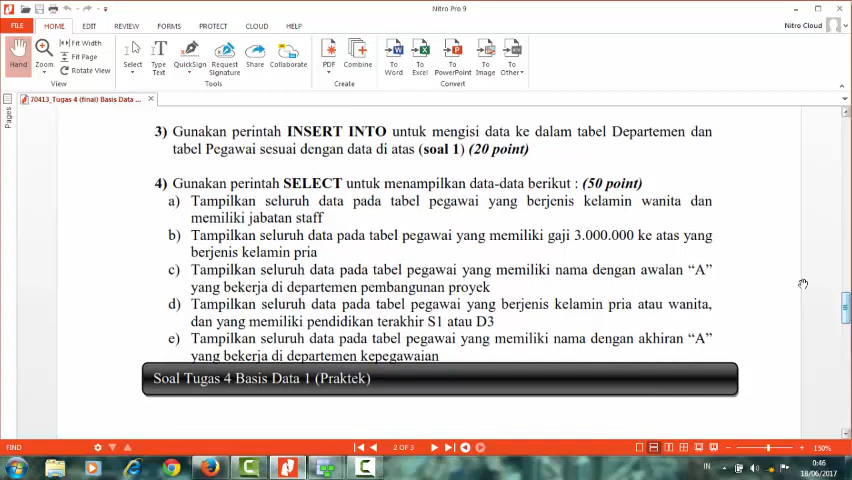 Nitro Pro 9
FILE HOME EDIT REVIEW FORMS PROTECT CLOUD HELP Nitro Cloud
Hand Zoom Fit Width Fit Page Rotate View Select Type Text QuickSign Request Signature Share Collaborate PDF Combine To Word To Excel To PowerPoint To Image To Other
View Tools Create Convert
70413_Tugas 4 (final) Basis Data ...
Pages
3) Gunakan perintah INSERT INTO untuk mengisi data ke dalam tabel Departemen dan
tabel Pegawai sesuai dengan data di atas (soal 1) (20 point)
4) Gunakan perintah SELECT untuk menampilkan data-data berikut : (50 point)
a) Tampilkan seluruh data pada tabel pegawai yang berjenis kelamin wanita dan
memiliki jabatan staff
b) Tampilkan seluruh data pada tabel pegawai yang memiliki gaji 3.000.000 ke atas yang
berjenis kelamin pria
c) Tampilkan seluruh data pada tabel pegawai yang memiliki nama dengan awalan “A”
yang bekerja di departemen pembangunan proyek
d) Tampilkan seluruh data pada tabel pegawai yang berjenis kelamin pria atau wanita,
dan yang memiliki pendidikan terakhir S1 atau D3
e) Tampilkan seluruh data pada tabel pegawai yang memiliki nama dengan akhiran “A”
yang bekerja di departemen kepegawaian
Soal Tugas 4 Basis Data 1 (Praktek)
FIND 2 OF 3 150%
IN 0:46
18/06/2017